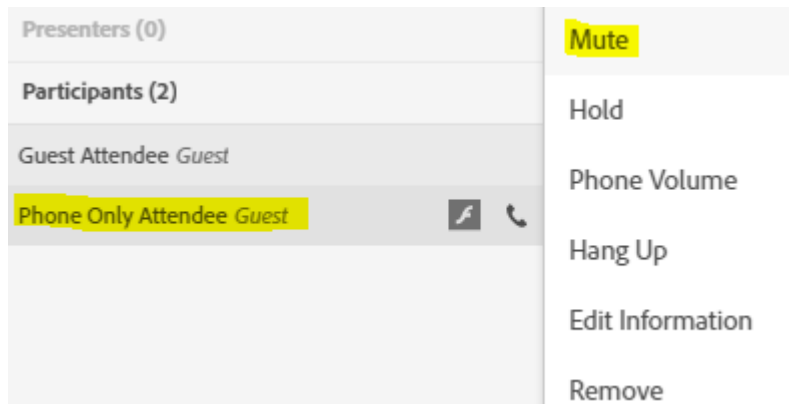 Presenters (0)
Participants (2)
Guest Attendee Guest
Phone Only Attendee Guest
Mute
Hold
Phone Volume
Hang Up
Edit Information
Remove